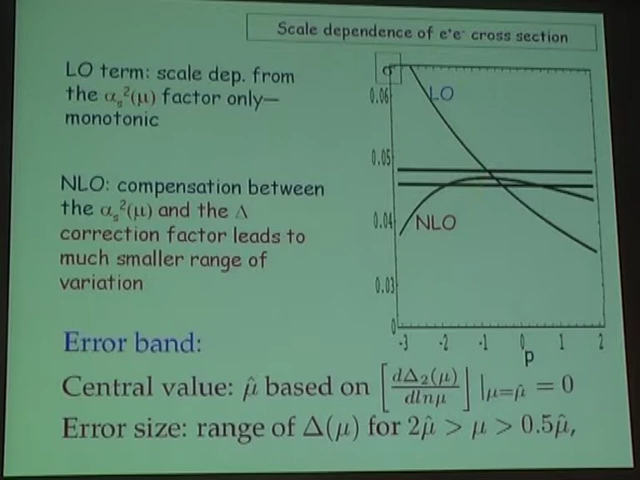 Scale dependence of e⁺e⁻ cross section
LO term: scale dep. from
the αₛ²(μ) factor only—
monotonic
NLO: compensation between
the αₛ²(μ) and the Δ
correction factor leads to
much smaller range of
variation
σ
0.06
0.05
0.04
0.03
0
LO
NLO
-3 -2 -1 0 1 2
p
Error band:
Central value: μ̂ based on [dΔ₂(μ)/dlnμ] |μ=μ̂ = 0
Error size: range of Δ(μ) for 2μ̂ > μ > 0.5μ̂,